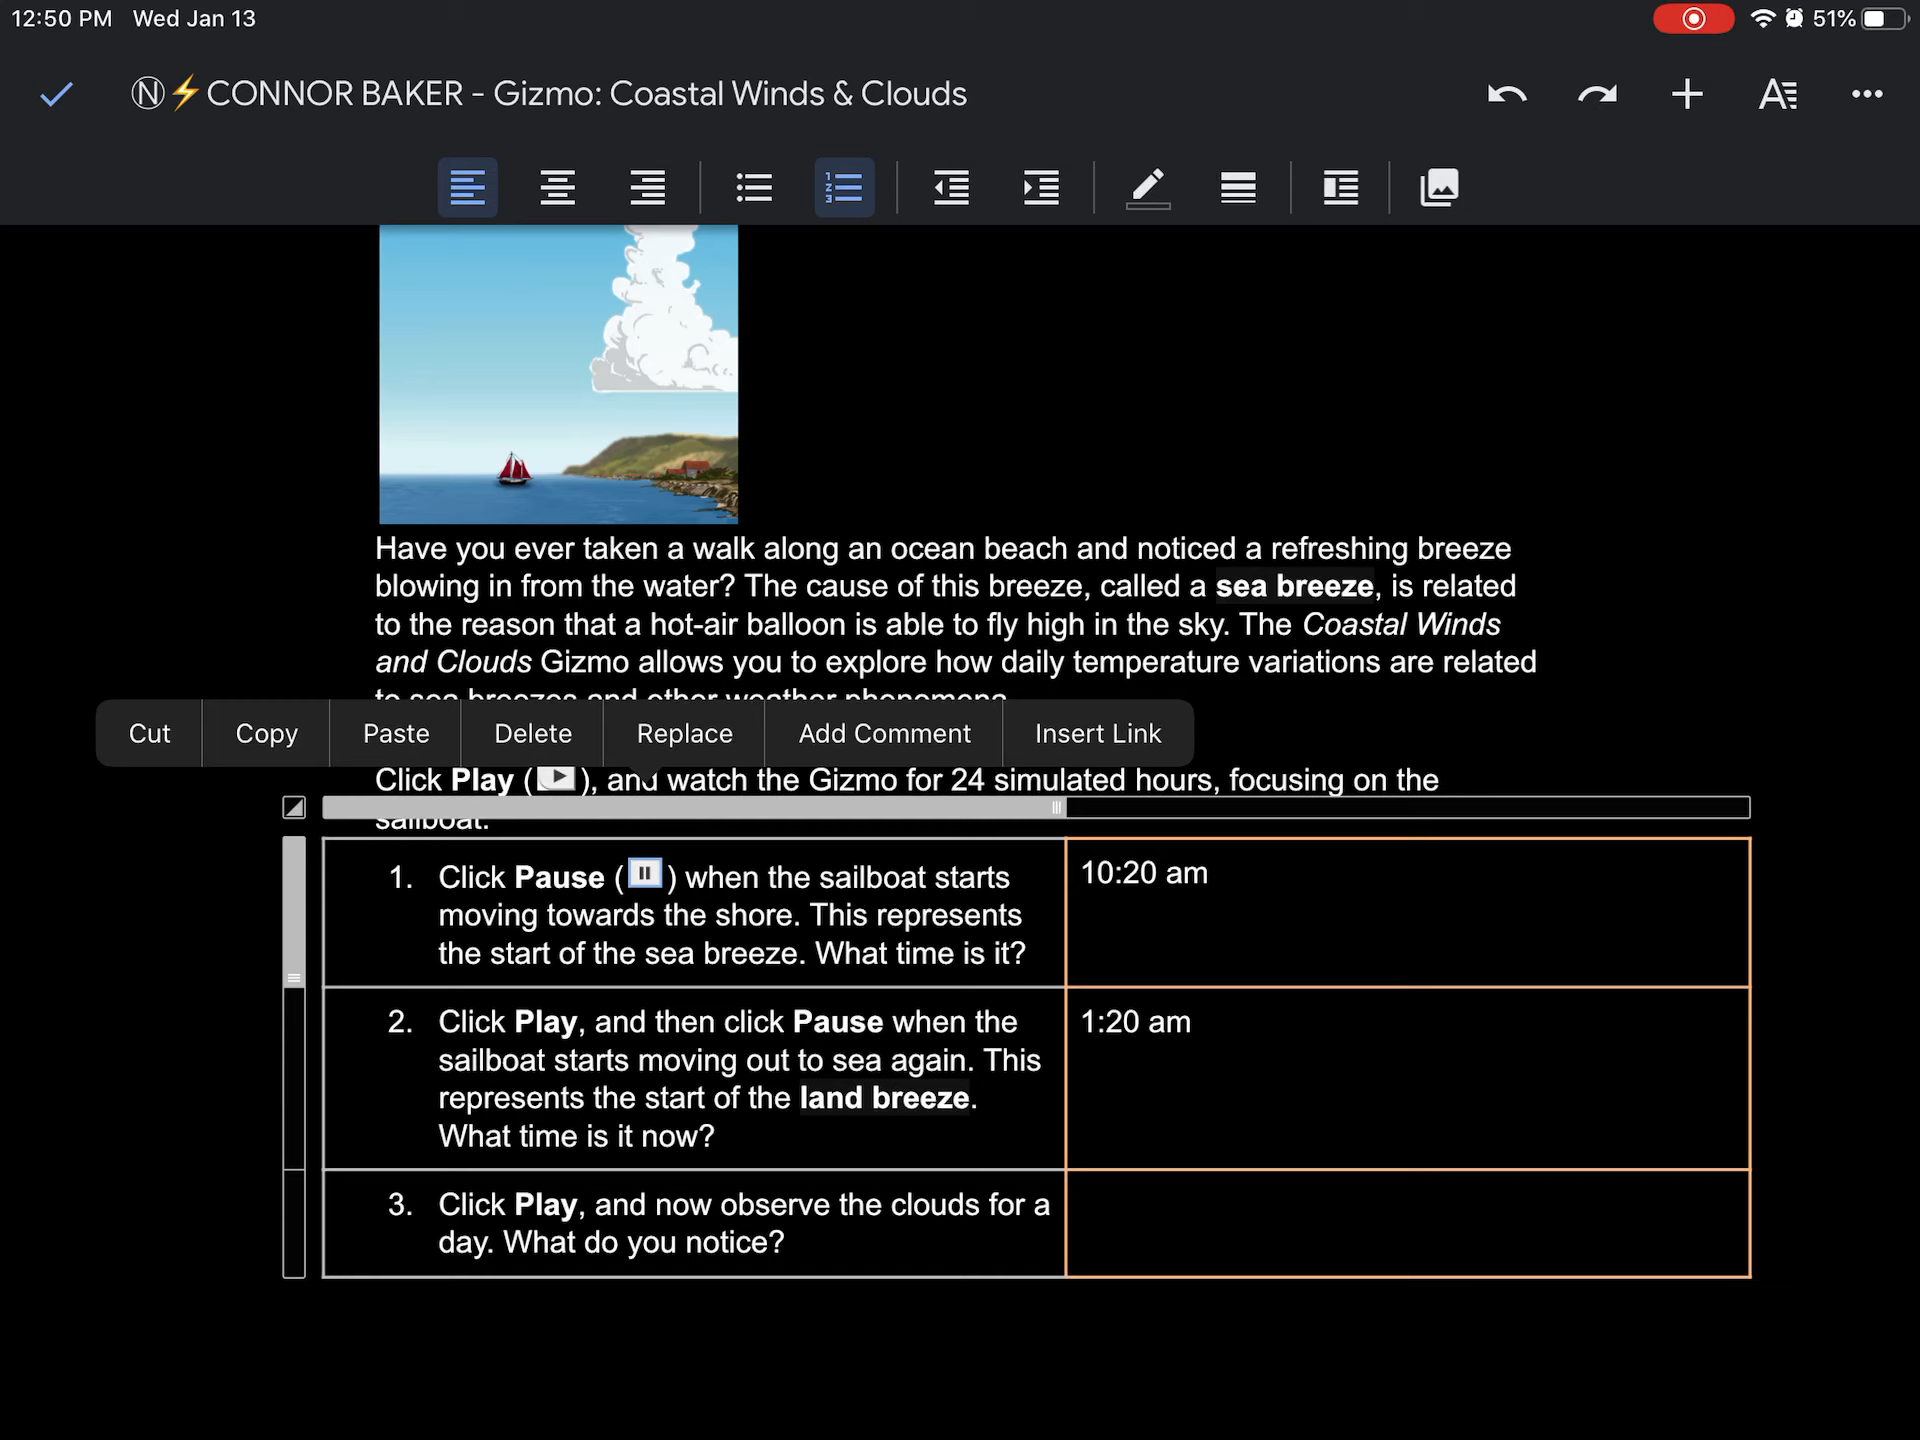 12:50 PM Wed Jan 13
51%
Ⓝ⚡CONNOR BAKER - Gizmo: Coastal Winds & Clouds
Have you ever taken a walk along an ocean beach and noticed a refreshing breeze
blowing in from the water? The cause of this breeze, called a sea breeze, is related
to the reason that a hot-air balloon is able to fly high in the sky. The Coastal Winds
and Clouds Gizmo allows you to explore how daily temperature variations are related
to sea breezes and other weather phenomena.
Cut Copy Paste Delete Replace Add Comment Insert Link
Click Play ( ), and watch the Gizmo for 24 simulated hours, focusing on the
sailboat.
1. Click Pause ( ) when the sailboat starts
moving towards the shore. This represents
the start of the sea breeze. What time is it?
10:20 am
2. Click Play, and then click Pause when the
sailboat starts moving out to sea again. This
represents the start of the land breeze.
What time is it now?
1:20 am
3. Click Play, and now observe the clouds for a
day. What do you notice?